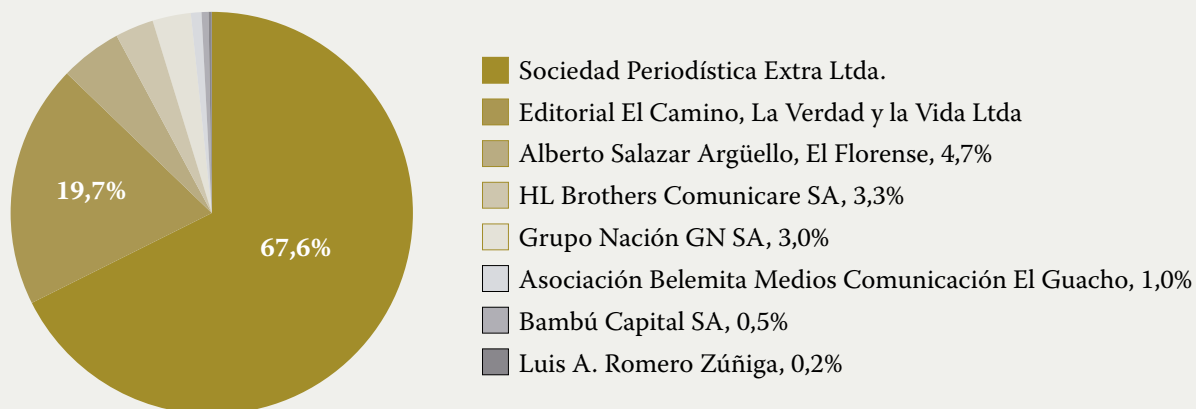 19,7%
67,6%
Sociedad Periodística Extra Ltda.
Editorial El Camino, La Verdad y la Vida Ltda
Alberto Salazar Argüello, El Florense, 4,7%
HL Brothers Comunicare SA, 3,3%
Grupo Nación GN SA, 3,0%
Asociación Belemita Medios Comunicación El Guacho, 1,0%
Bambú Capital SA, 0,5%
Luis A. Romero Zúñiga, 0,2%